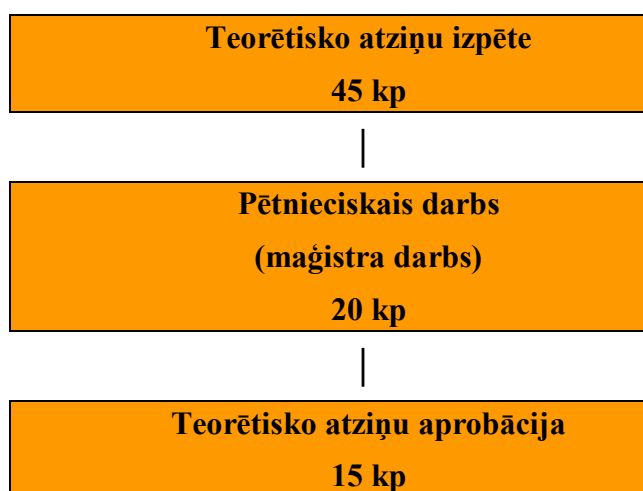 Teorētisko atziņu izpēte
45 kp
Pētnieciskais darbs
(maģistra darbs)
20 kp
Teorētisko atziņu aprobācija
15 kp